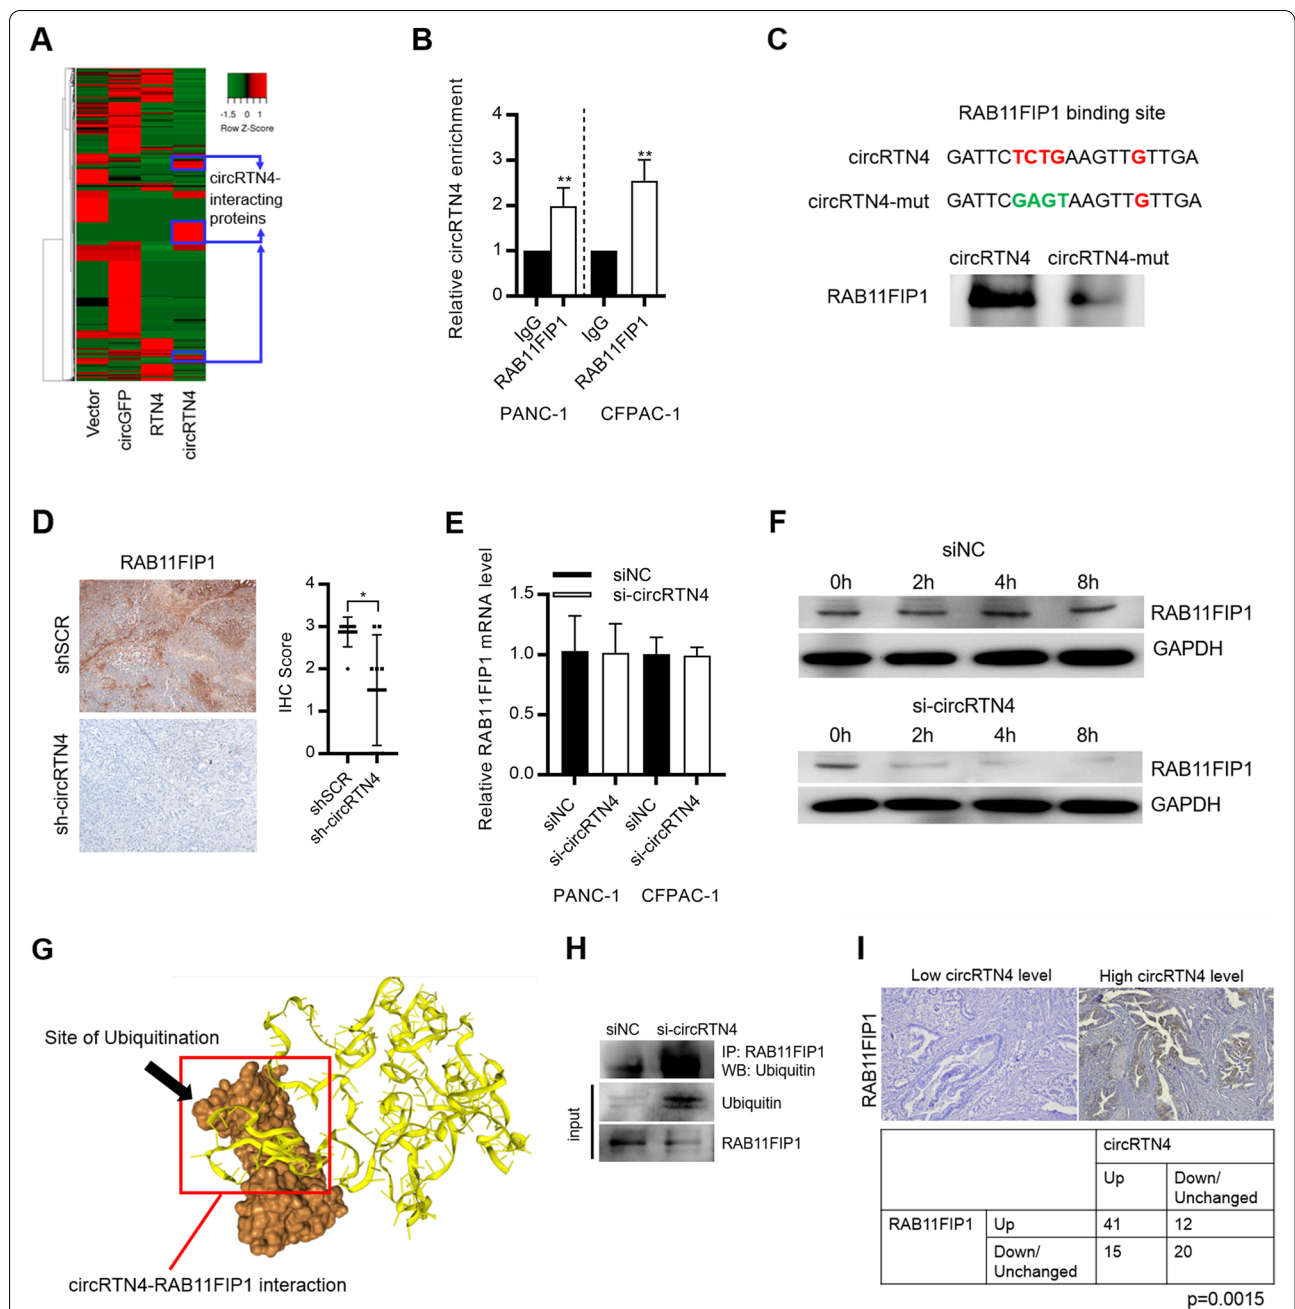 A
-1.5 0 1
Row Z-Score
circRTN4-
interacting
proteins
Vector
circGFP
RTN4
circRTN4
B
Relative circRTN4 enrichment
4
3
2
1
0
**
**
IgG
RAB11FIP1
IgG
RAB11FIP1
PANC-1
CFPAC-1
C
RAB11FIP1 binding site
circRTN4 GATTCTCTGAAGTTGTTGA
circRTN4-mut GATTCGAGTAAGTTGTTGA
circRTN4 circRTN4-mut
RAB11FIP1
D
RAB11FIP1
shSCR
sh-circRTN4
IHC Score
3
4
2
1
0
*
shSCR
sh-circRTN4
E
Relative RAB11FIP1 mRNA level
siNC
si-circRTN4
1.5
1.0
0.5
0.0
siNC
si-circRTN4
siNC
si-circRTN4
PANC-1
CFPAC-1
F
siNC
0h 2h 4h 8h
RAB11FIP1
GAPDH
si-circRTN4
0h 2h 4h 8h
RAB11FIP1
GAPDH
G
Site of Ubiquitination
circRTN4-RAB11FIP1 interaction
H
siNC si-circRTN4
IP: RAB11FIP1
WB: Ubiquitin
input
Ubiquitin
RAB11FIP1
I
Low circRTN4 level High circRTN4 level
RAB11FIP1
circRTN4
Up Down/
Unchanged
RAB11FIP1 Up 41 12
Down/
Unchanged 15 20
p=0.0015